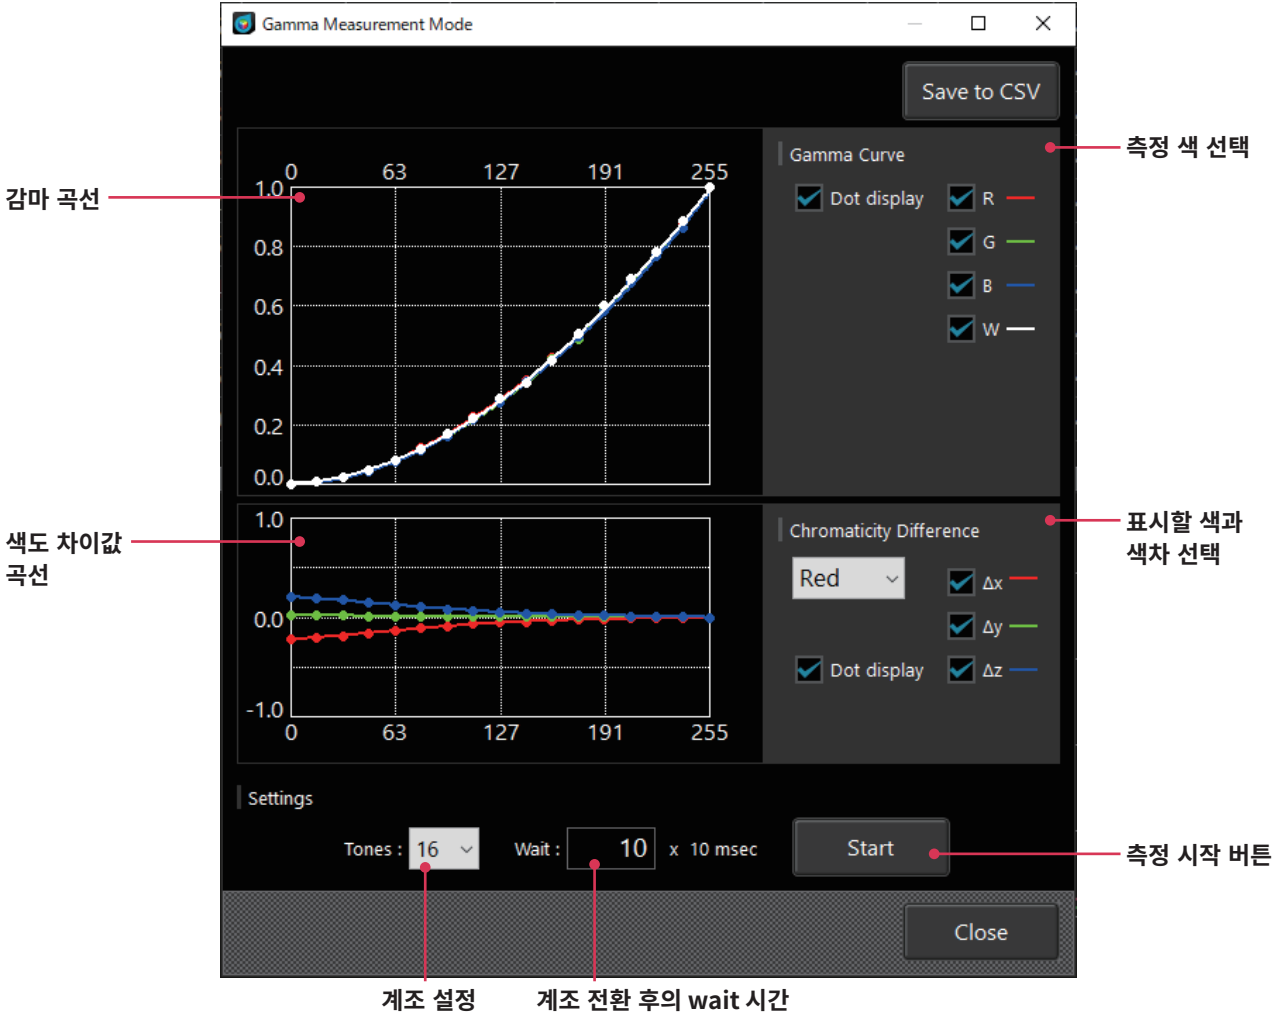 Gamma Measurement Mode
Save to CSV
측정 색 선택
Gamma Curve
Dot display
R
G
B
W
감마 곡선
0 63 127 191 255
1.0
0.8
0.6
0.4
0.2
0.0
색도 차이값
곡선
1.0
0.0
-1.0
0 63 127 191 255
표시할 색과
색차 선택
Chromaticity Difference
Red
Δx
Δy
Dot display
Δz
Settings
Tones : 16
Wait : 10 x 10 msec
Start
측정 시작 버튼
Close
계조 설정
계조 전환 후의 wait 시간